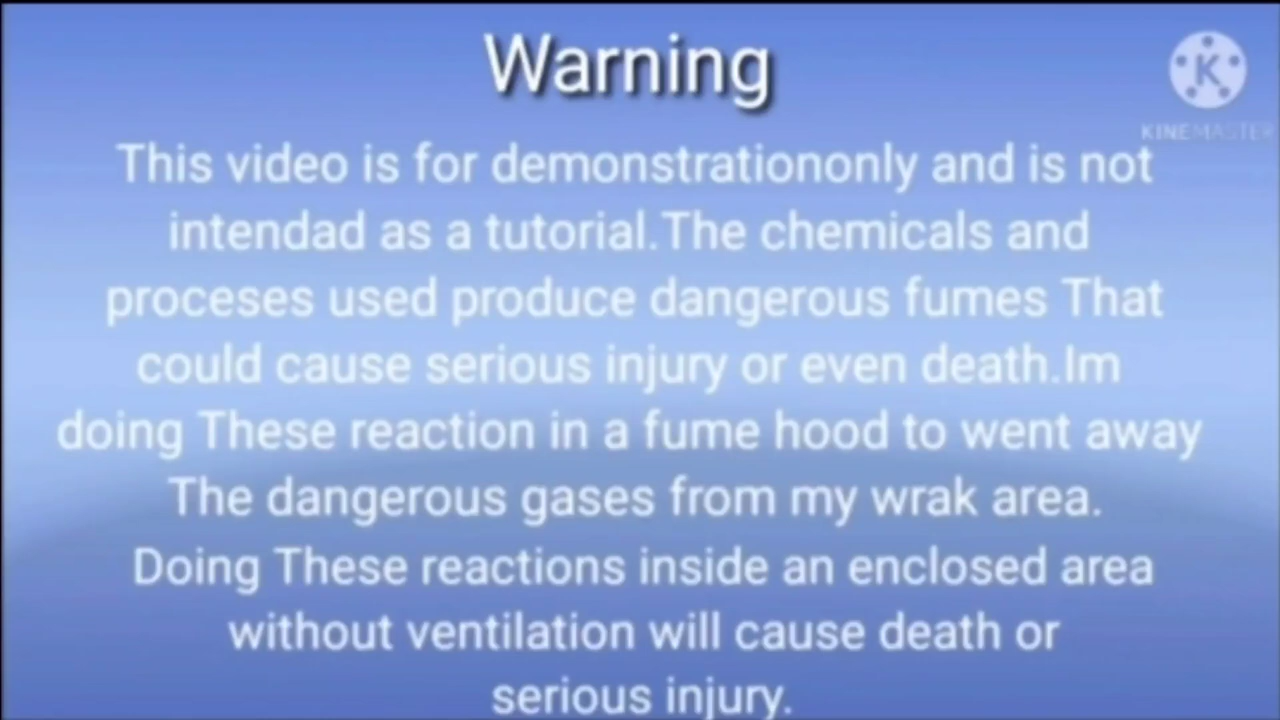 Warning
KINEMASTER
This video is for demonstrationonly and is not
intendad as a tutorial.The chemicals and
proceses used produce dangerous fumes That
could cause serious injury or even death.Im
doing These reaction in a fume hood to went away
The dangerous gases from my wrak area.
Doing These reactions inside an enclosed area
without ventilation will cause death or
serious injury.